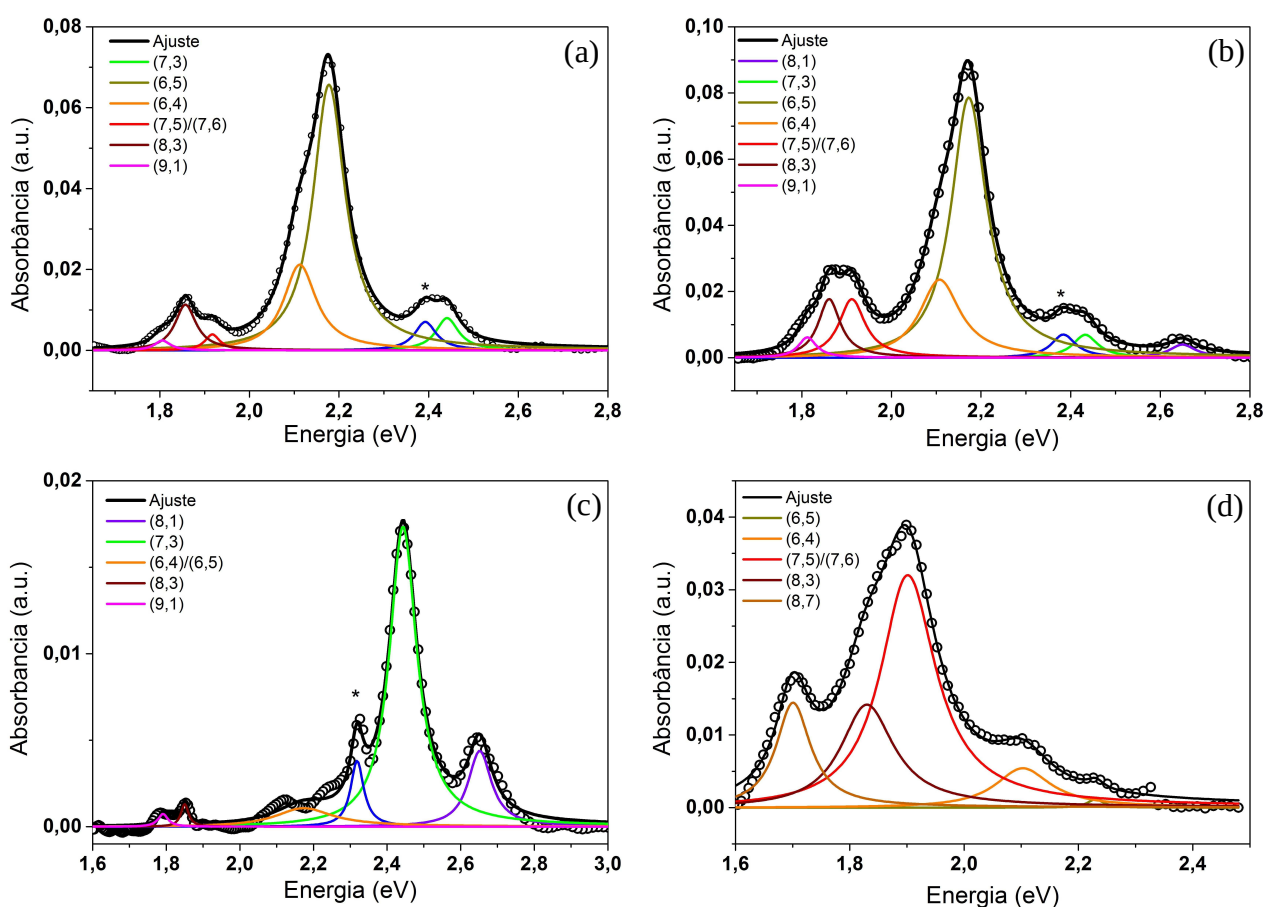 (a)
Ajuste
(7,3)
(6,5)
(6,4)
(7,5)/(7,6)
(8,3)
(9,1)
*
0,08
0,06
0,04
0,02
0,00
Absorbância (a.u.)
1,8 2,0 2,2 2,4 2,6 2,8
Energia (eV)
(b)
Ajuste
(8,1)
(7,3)
(6,5)
(6,4)
(7,5)/(7,6)
(8,3)
(9,1)
*
0,10
0,08
0,06
0,04
0,02
0,00
Absorbância (a.u.)
1,8 2,0 2,2 2,4 2,6 2,8
Energia (eV)
(c)
Ajuste
(8,1)
(7,3)
(6,4)/(6,5)
(8,3)
(9,1)
*
0,02
0,01
0,00
Absorbância (a.u.)
1,6 1,8 2,0 2,2 2,4 2,6 2,8 3,0
Energia (eV)
(d)
Ajuste
(6,5)
(6,4)
(7,5)/(7,6)
(8,3)
(8,7)
0,04
0,03
0,02
0,01
0,00
Absorbância (a.u.)
1,6 1,8 2,0 2,2 2,4
Energia (eV)